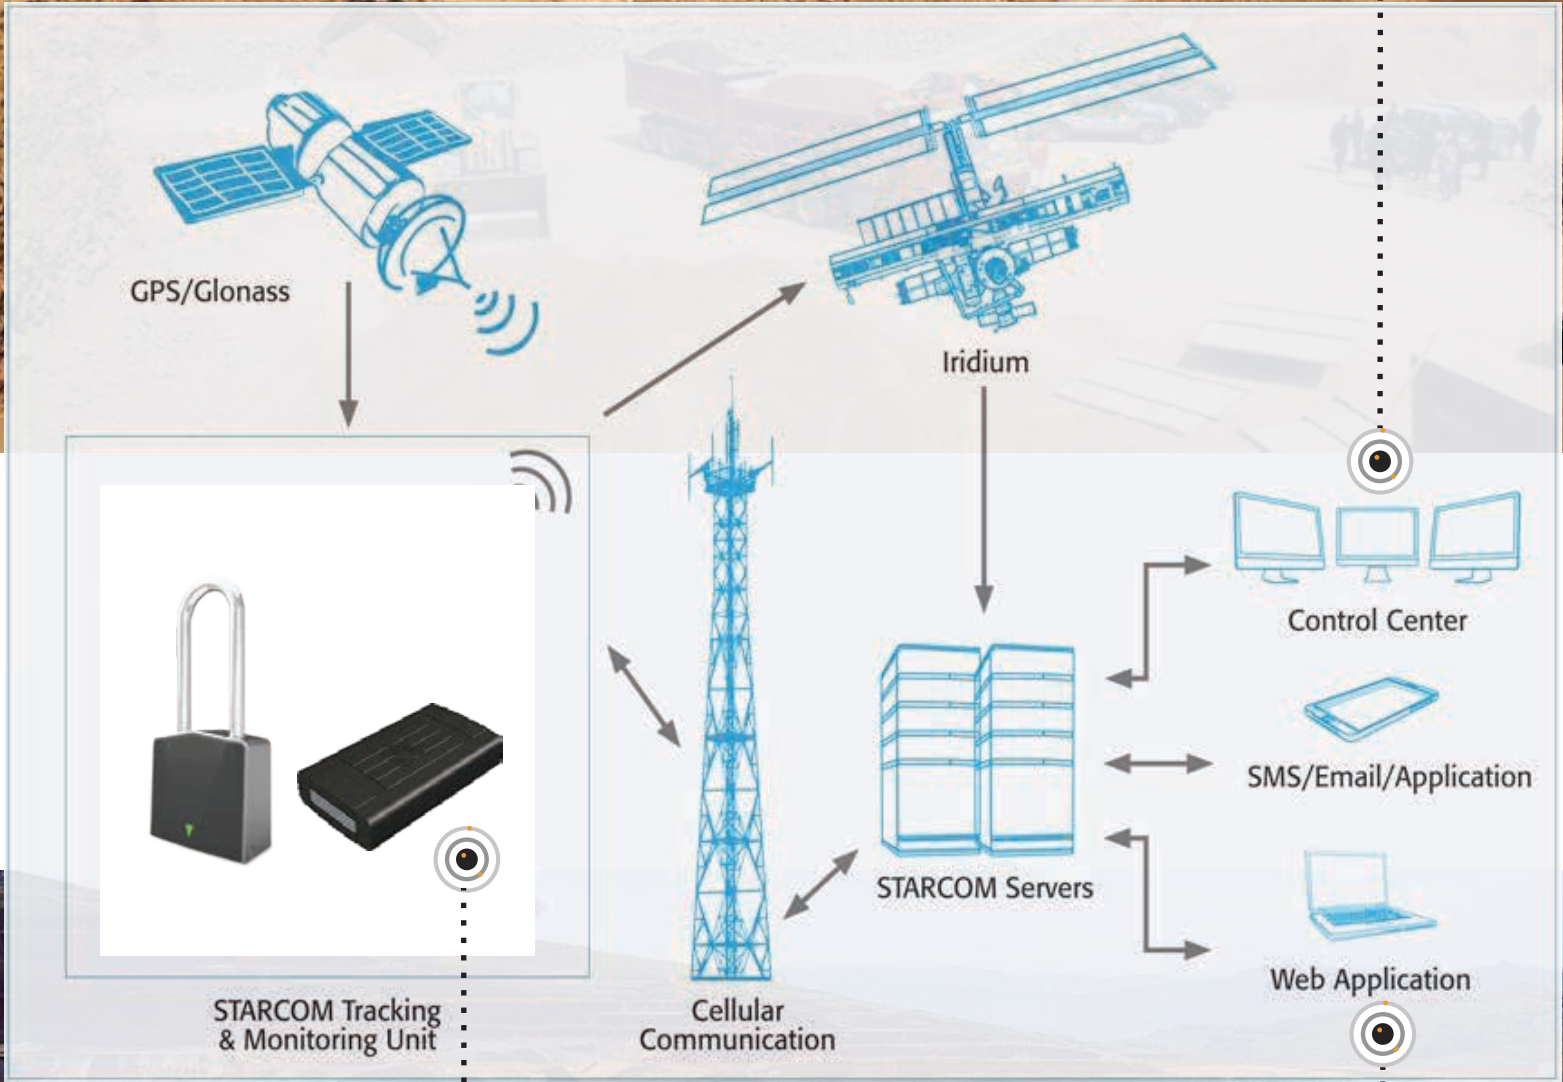 GPS/Glonass
Iridium
Control Center
SMS/Email/Application
STARCOM Servers
Web Application
STARCOM Tracking
& Monitoring Unit
Cellular
Communication